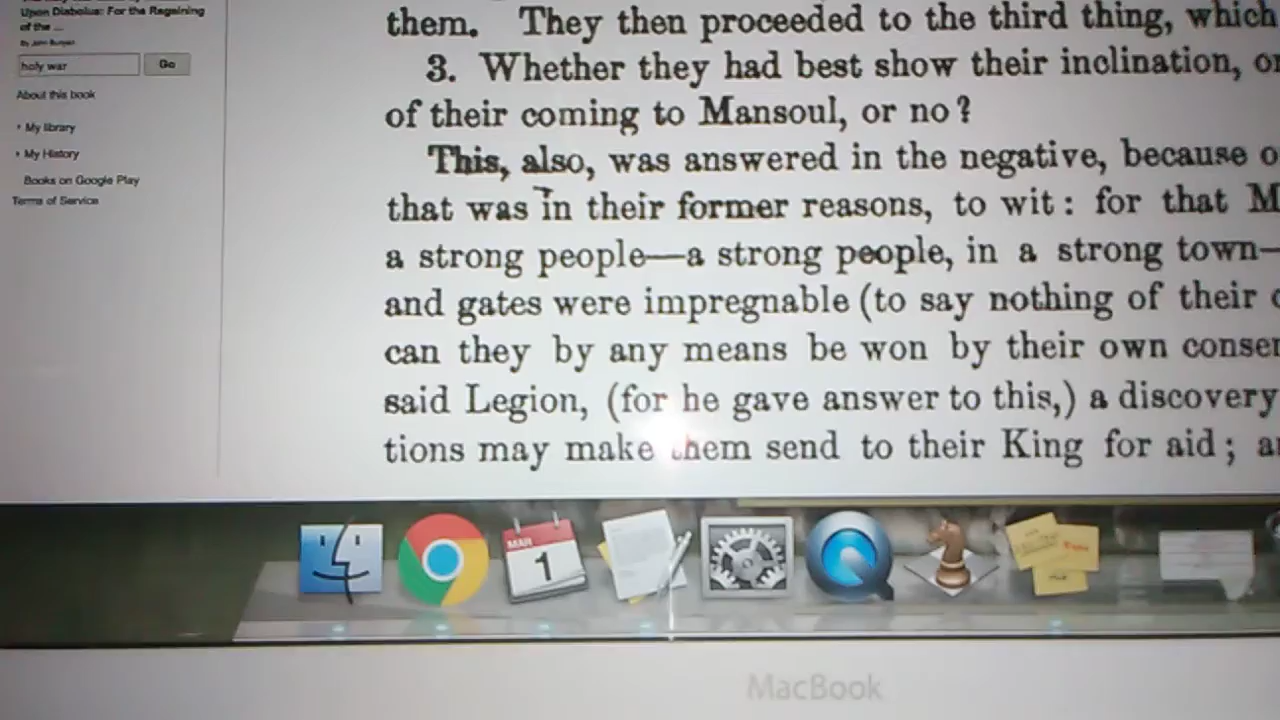 Upon Diabolus: For the Regaining
of the ...
By John Bunyan
holy war
Go
About this book
My library
My History
Books on Google Play
Terms of Service
them. They then proceeded to the third thing, which
3. Whether they had best show their inclination, or
of their coming to Mansoul, or no?
This, also, was answered in the negative, because o
that was in their former reasons, to wit: for that M
a strong people—a strong people, in a strong town—
and gates were impregnable (to say nothing of their
can they by any means be won by their own consen
said Legion, (for he gave answer to this,) a discovery
tions may make them send to their King for aid; an
MAR
1
MacBook